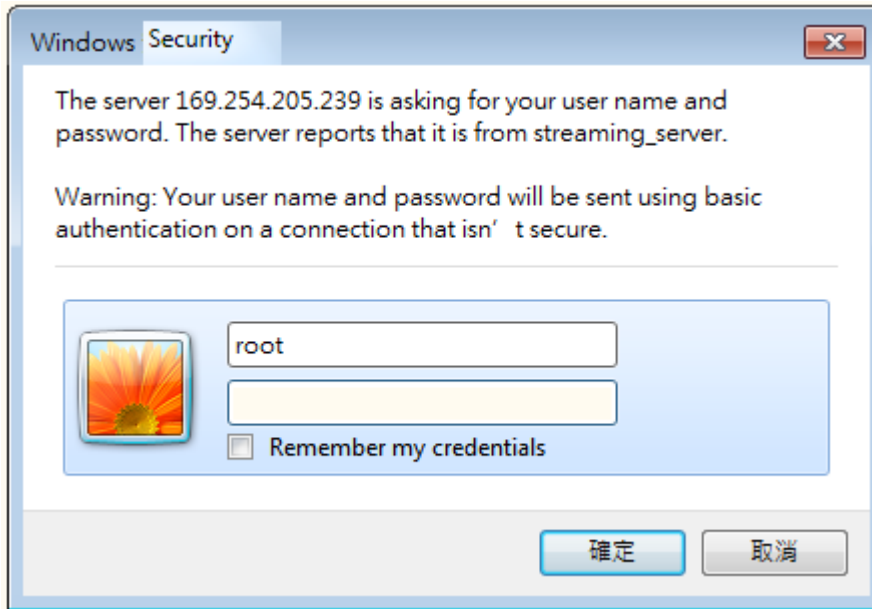 Windows Security
The server 169.254.205.239 is asking for your user name and
password. The server reports that it is from streaming_server.
Warning: Your user name and password will be sent using basic
authentication on a connection that isn’ t secure.
root
Remember my credentials
確定 取消